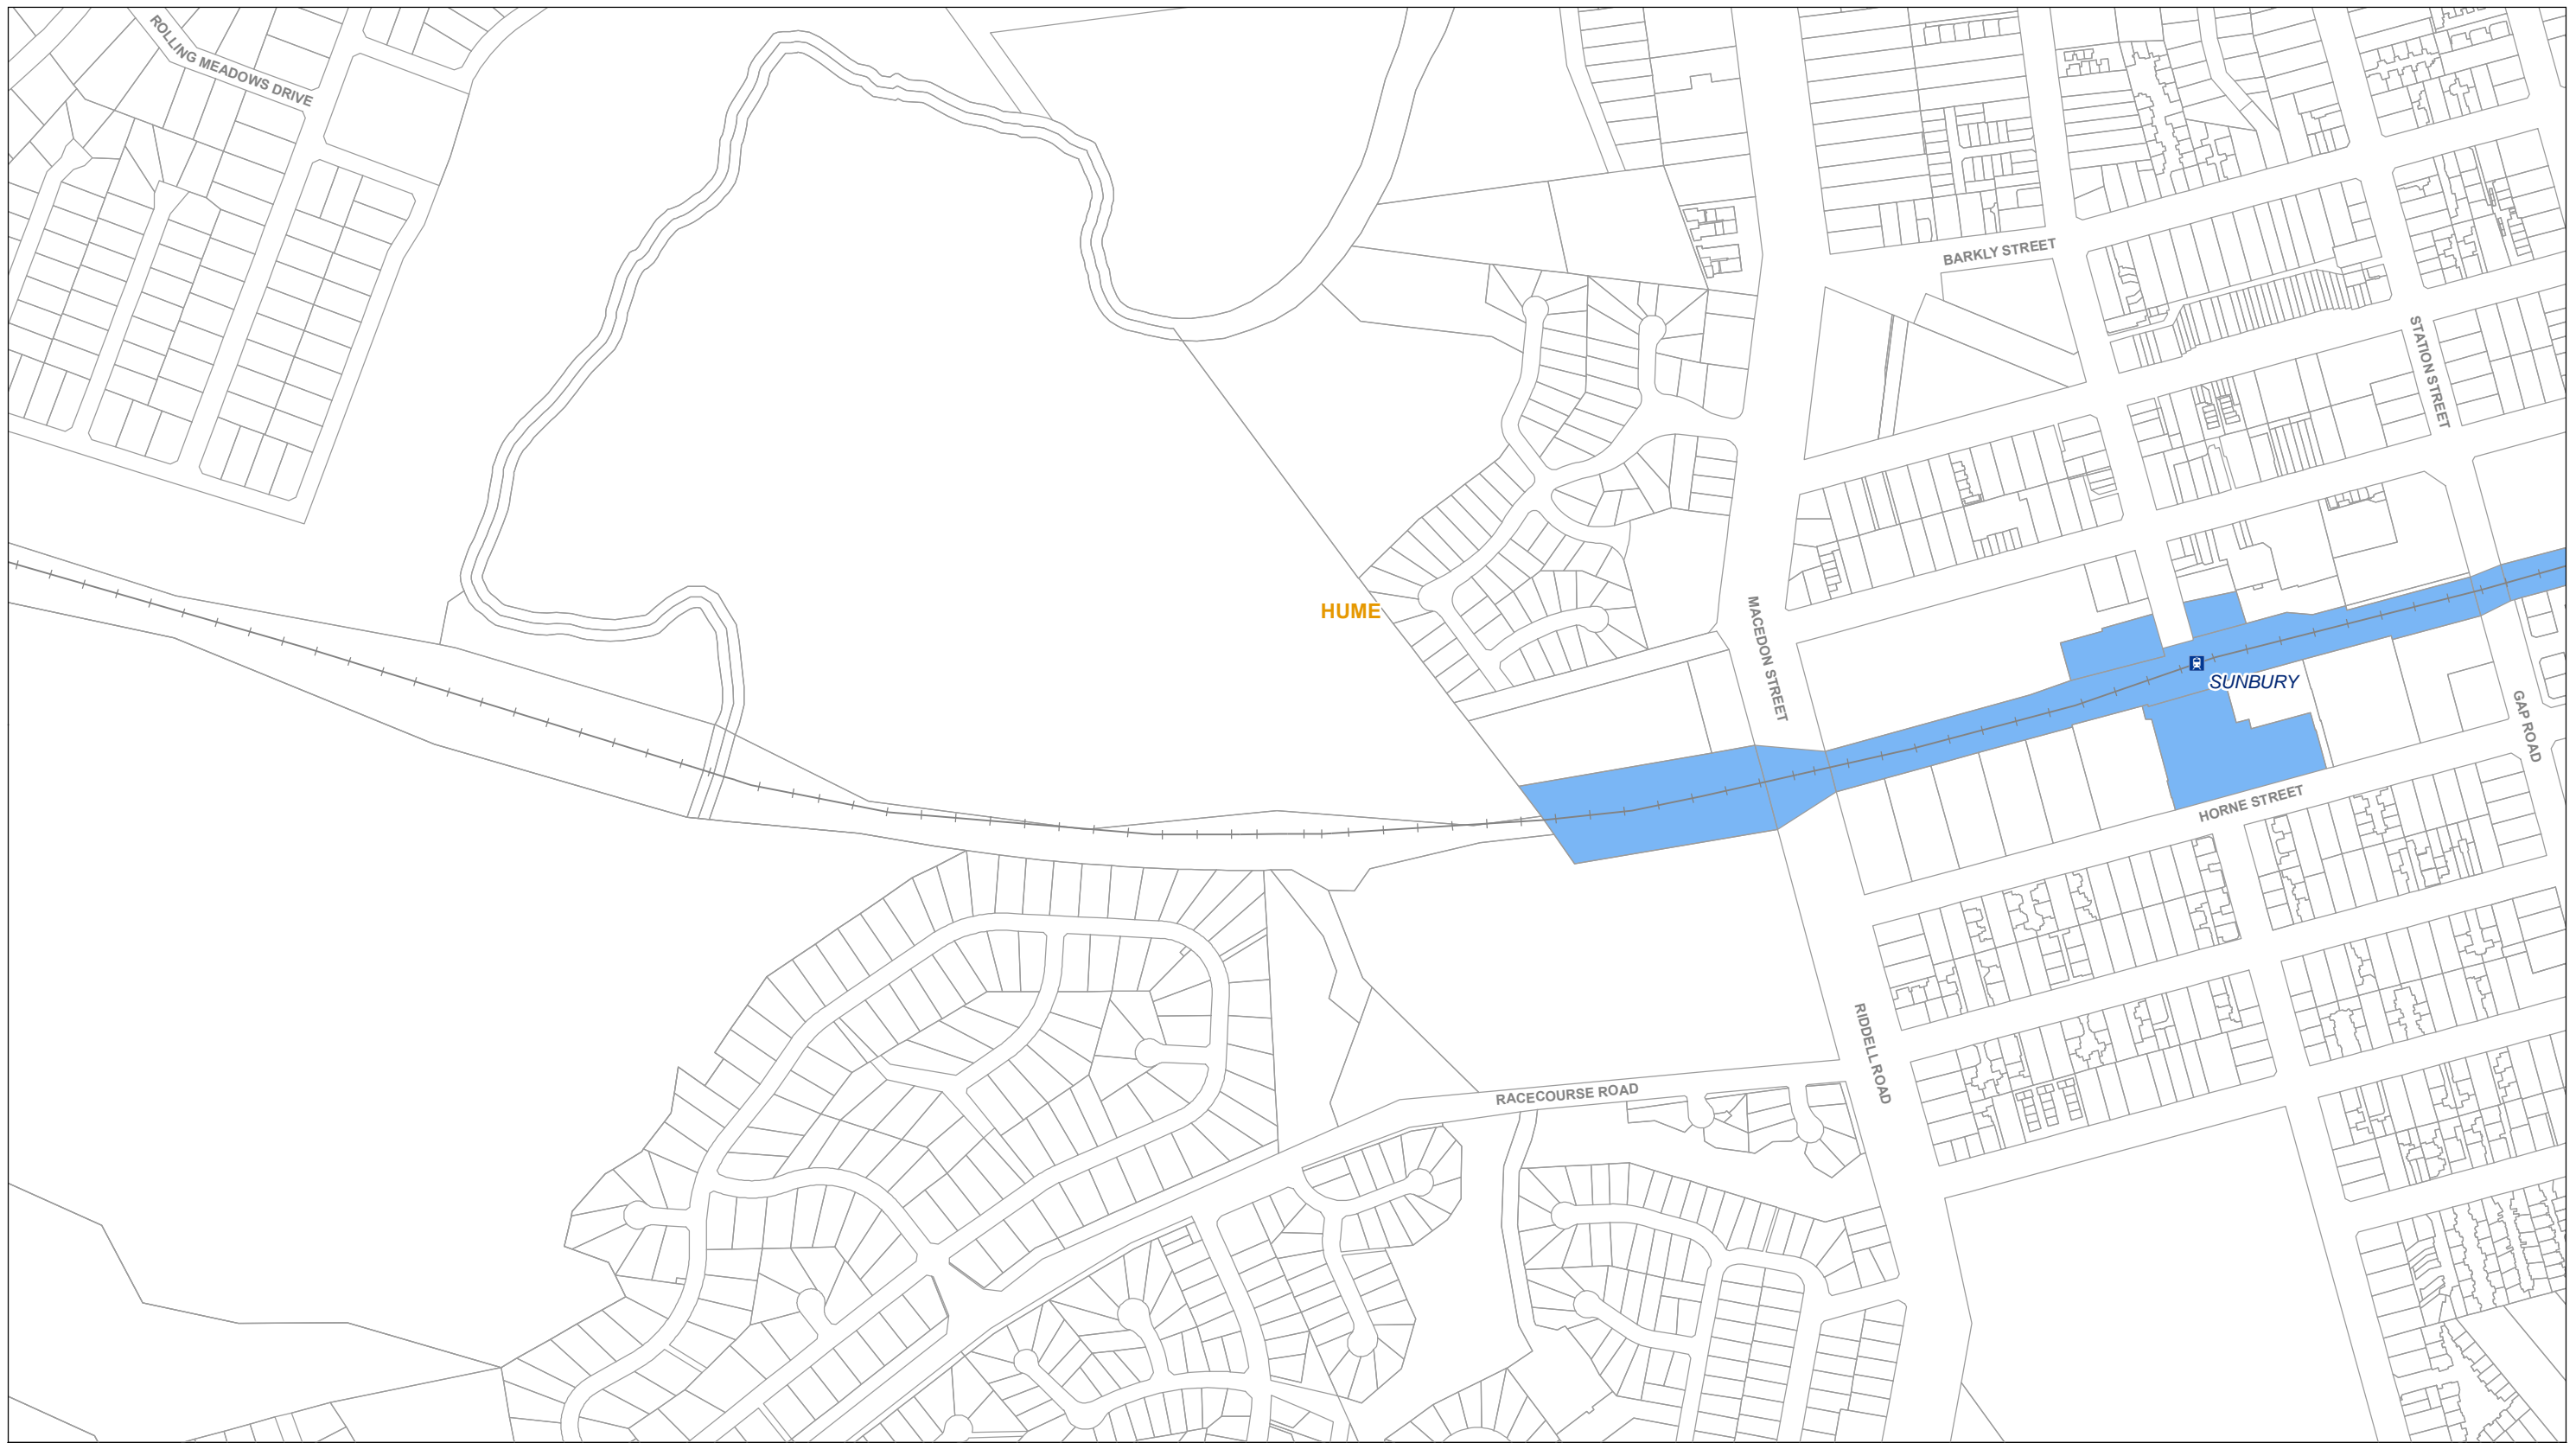 ROLLING MEADOWS DRIVE
BARKLY STREET
STATION STREET
HUME
MACEDON STREET
SUNBURY
GAP ROAD
HORNE STREET
RIDDELL ROAD
RACECOURSE ROAD